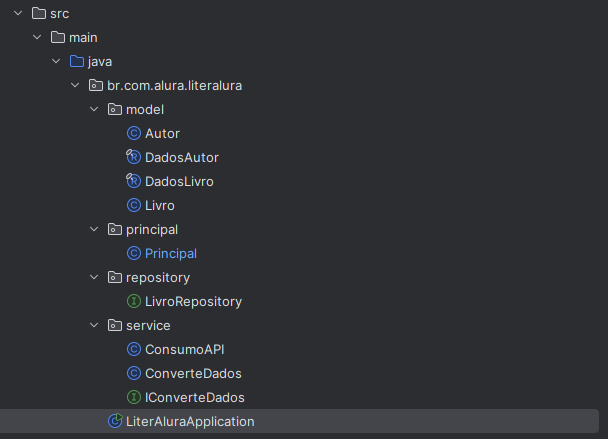 src
main
java
br.com.alura.literalura
model
Autor
DadosAutor
DadosLivro
Livro
principal
Principal
repository
LivroRepository
service
ConsumoAPI
ConverteDados
IConverteDados
LiterAluraApplication